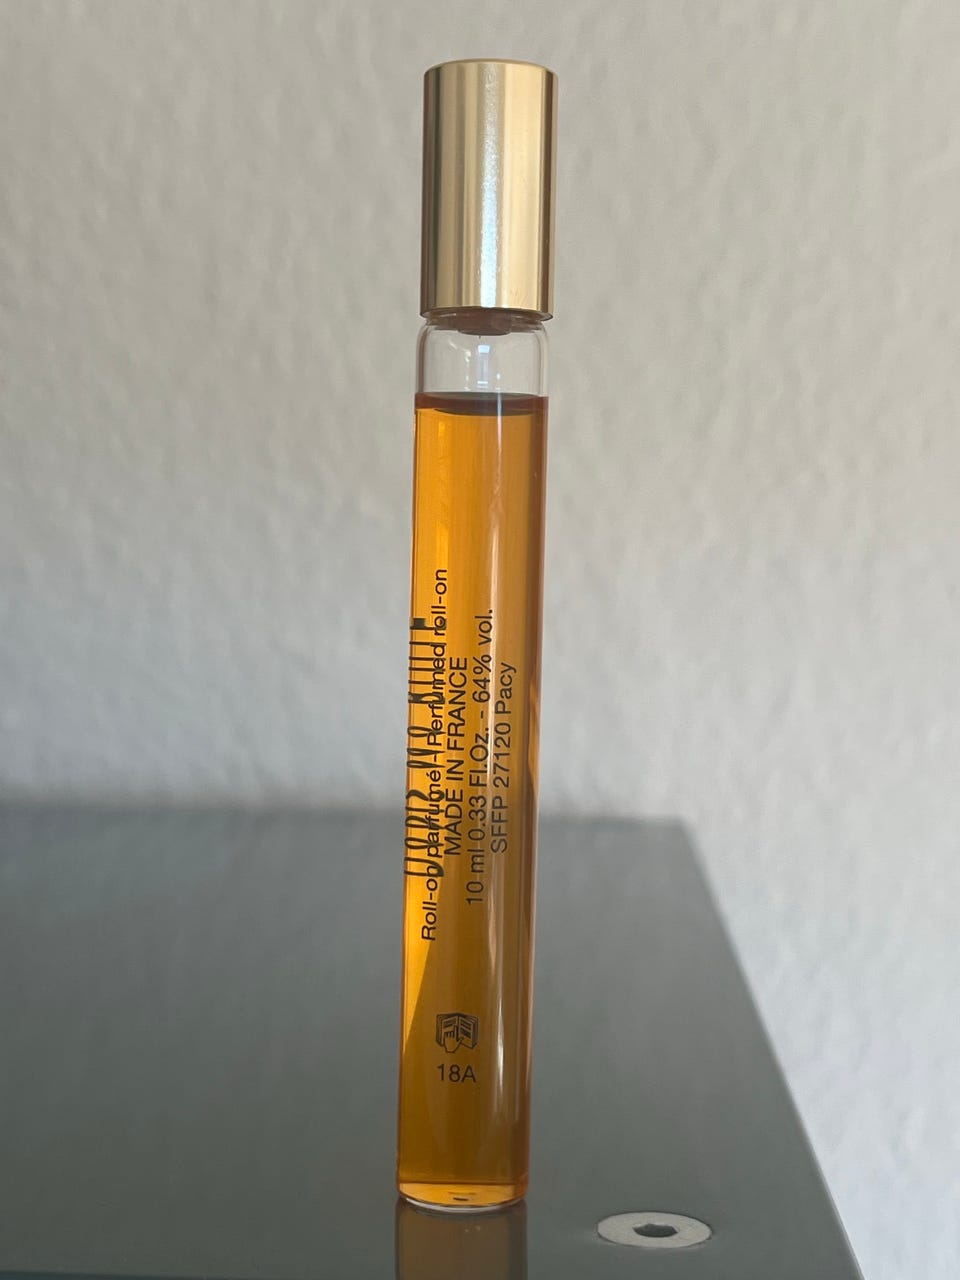 Roll-on parfumé - Perfumed roll-on
MADE IN FRANCE
10 ml 0.33 Fl.Oz. - 64% vol.
SFFP 27120 Pacy
18A